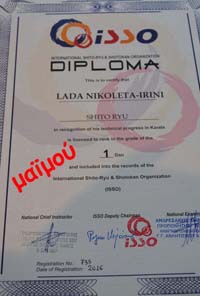 isso
INTERNATIONAL SHITO-RYU & SHOTOKAN ORGANIZATION
DIPLOMA
This is to certify that
LADA NIKOLETA-IRINI
SHITO RYU
in recognition of his technical progress in Karate
is licensed to rank in the grade of the
1 Dan
and included into the records of the
International Shito-Ryu & Shotokan Organization
(ISSO)
μαϊμού
National Chief Instructor
ISSO Deputy Chairman
National
isso
Registration No.
Date of Registration 2016